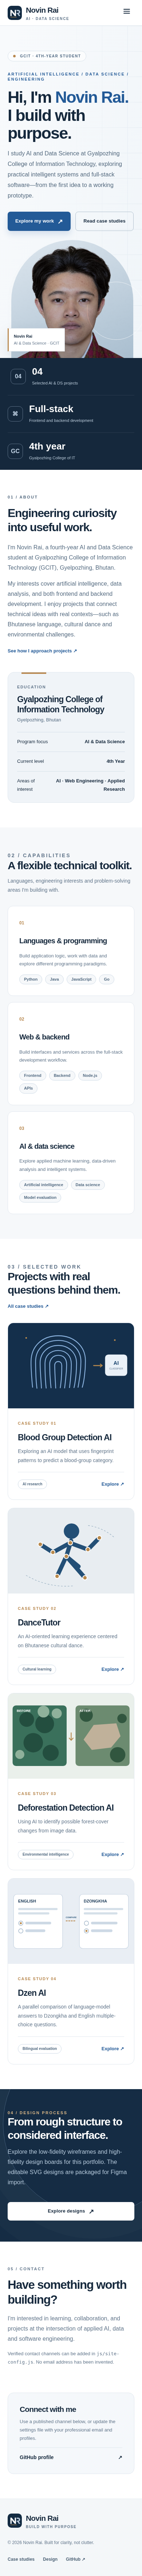 Novin Rai
AI · DATA SCIENCE
GCIT · 4TH-YEAR STUDENT
ARTIFICIAL INTELLIGENCE / DATA SCIENCE /
ENGINEERING
Hi, I'm Novin Rai.
I build with
purpose.
I study AI and Data Science at Gyalpozhing
College of Information Technology, exploring
practical intelligent systems and full-stack
software—from the first idea to a working
prototype.
Explore my work ↗
Read case studies
Novin Rai
AI & Data Science · GCIT
04
04
Selected AI & DS projects
⌘
Full-stack
Frontend and backend development
GC
4th year
Gyalpozhing College of IT
01 / ABOUT
Engineering curiosity
into useful work.
I'm Novin Rai, a fourth-year AI and Data Science
student at Gyalpozhing College of Information
Technology (GCIT), Gyelpozhing, Bhutan.
My interests cover artificial intelligence, data
analysis, and both frontend and backend
development. I enjoy projects that connect
technical ideas with real contexts—such as
Bhutanese language, cultural dance and
environmental challenges.
See how I approach projects ↗
EDUCATION
Gyalpozhing College of
Information Technology
Gyelpozhing, Bhutan
Program focus
AI & Data Science
Current level
4th Year
Areas of
interest
AI · Web Engineering · Applied
Research
02 / CAPABILITIES
A flexible technical toolkit.
Languages, engineering interests and problem-solving
areas I'm building with.
01
Languages & programming
Build application logic, work with data and
explore different programming paradigms.
Python
Java
JavaScript
Go
02
Web & backend
Build interfaces and services across the full-stack
development workflow.
Frontend
Backend
Node.js
APIs
03
AI & data science
Explore applied machine learning, data-driven
analysis and intelligent systems.
Artificial intelligence
Data science
Model evaluation
03 / SELECTED WORK
Projects with real
questions behind them.
All case studies ↗
AI
CASE STUDY 01
Blood Group Detection AI
Exploring an AI model that uses fingerprint
patterns to predict a blood-group category.
AI research
Explore ↗
CASE STUDY 02
DanceTutor
An AI-oriented learning experience centered
on Bhutanese cultural dance.
Cultural learning
Explore ↗
BEFORE
AFTER
CASE STUDY 03
Deforestation Detection AI
Using AI to identify possible forest-cover
changes from image data.
Environmental intelligence
Explore ↗
ENGLISH
DZONGKHA
CASE STUDY 04
Dzen AI
A parallel comparison of language-model
answers to Dzongkha and English multiple-
choice questions.
Bilingual evaluation
Explore ↗
04 / DESIGN PROCESS
From rough structure to
considered interface.
Explore the low-fidelity wireframes and high-
fidelity design boards for this portfolio. The
editable SVG designs are packaged for Figma
import.
Explore designs ↗
05 / CONTACT
Have something worth
building?
I'm interested in learning, collaboration, and
projects at the intersection of applied AI, data
and software engineering.
Verified contact channels can be added in js/site-
config.js. No email address has been invented.
Connect with me
Use a published channel below, or update the
settings file with your professional email and
profiles.
GitHub profile ↗
Novin Rai
BUILD WITH PURPOSE
© 2026 Novin Rai. Built for clarity, not clutter.
Case studies
Design
GitHub ↗